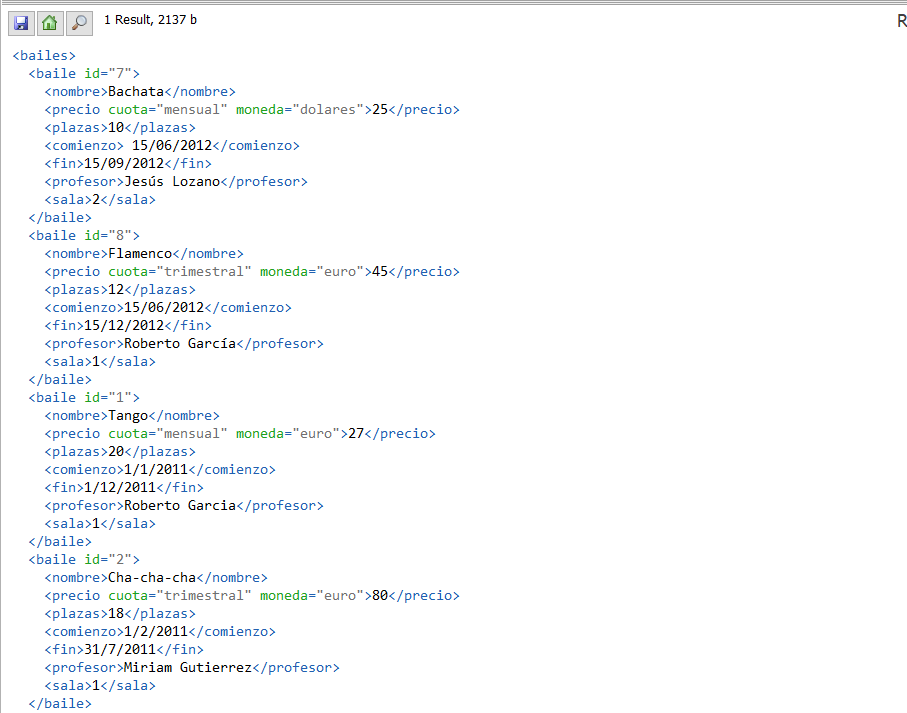 1 Result, 2137 b
R
<bailes>
<baile id="7">
<nombre>Bachata</nombre>
<precio cuota="mensual" moneda="dolares">25</precio>
<plazas>10</plazas>
<comienzo> 15/06/2012</comienzo>
<fin>15/09/2012</fin>
<profesor>Jesús Lozano</profesor>
<sala>2</sala>
</baile>
<baile id="8">
<nombre>Flamenco</nombre>
<precio cuota="trimestral" moneda="euro">45</precio>
<plazas>12</plazas>
<comienzo>15/06/2012</comienzo>
<fin>15/12/2012</fin>
<profesor>Roberto García</profesor>
<sala>1</sala>
</baile>
<baile id="1">
<nombre>Tango</nombre>
<precio cuota="mensual" moneda="euro">27</precio>
<plazas>20</plazas>
<comienzo>1/1/2011</comienzo>
<fin>1/12/2011</fin>
<profesor>Roberto Garcia</profesor>
<sala>1</sala>
</baile>
<baile id="2">
<nombre>Cha-cha-cha</nombre>
<precio cuota="trimestral" moneda="euro">80</precio>
<plazas>18</plazas>
<comienzo>1/2/2011</comienzo>
<fin>31/7/2011</fin>
<profesor>Miriam Gutierrez</profesor>
<sala>1</sala>
</baile>